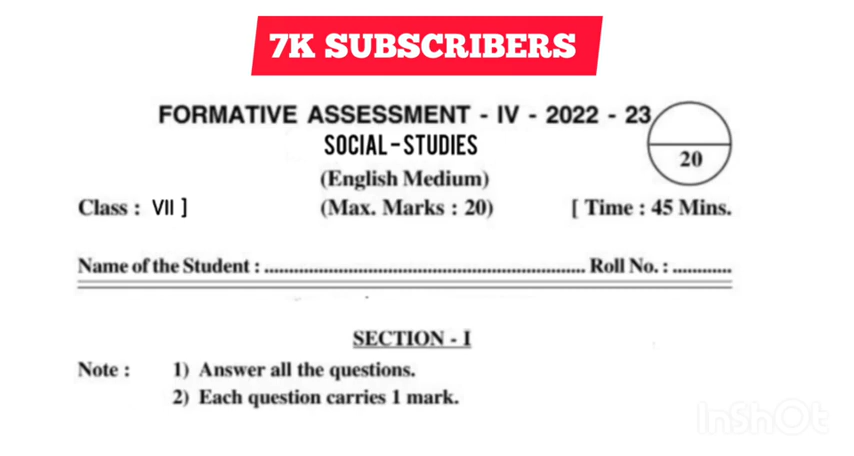 7K SUBSCRIBERS
FORMATIVE ASSESSMENT - IV - 2022 - 23
SOCIAL-STUDIES
20
(English Medium)
Class : VII ] (Max. Marks : 20) [ Time : 45 Mins.
Name of the Student : ................................................................ Roll No. : ............
SECTION - I
Note : 1) Answer all the questions.
2) Each question carries 1 mark.
InShOt